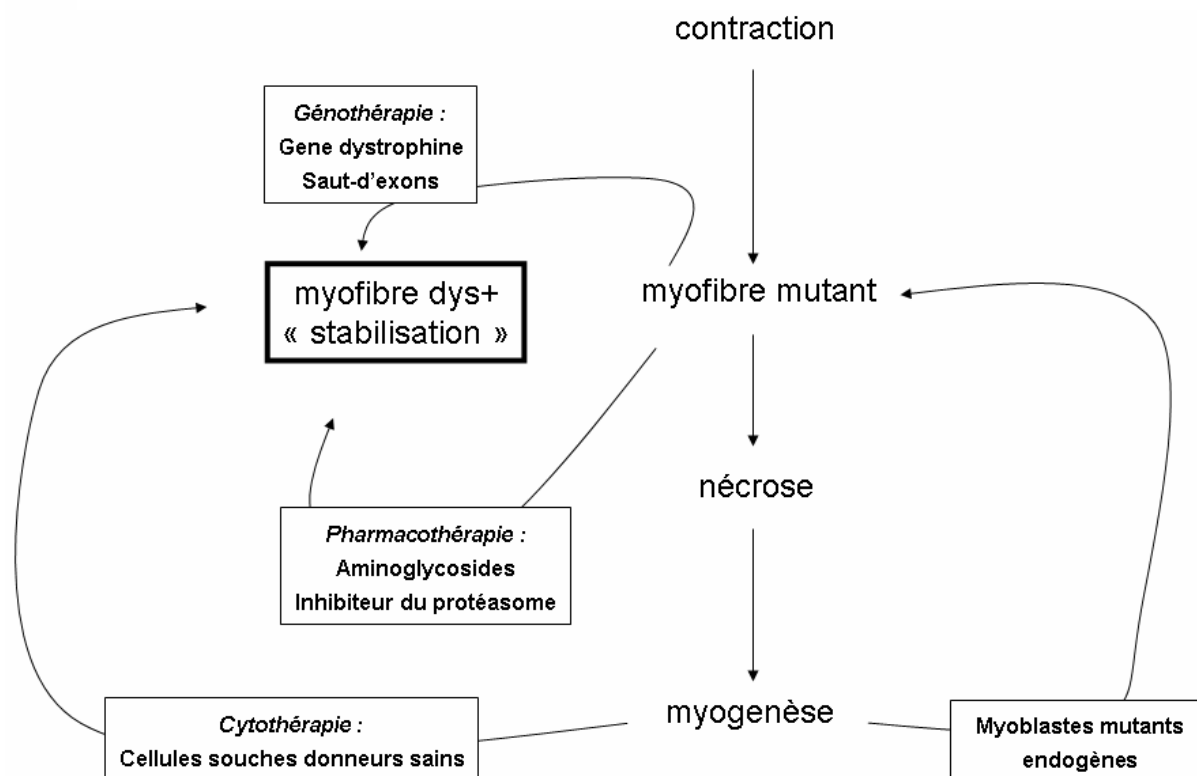 contraction
Génothérapie :
Gene dystrophine
Saut-d'exons
myofibre dys+
« stabilisation »
myofibre mutant
nécrose
Pharmacothérapie :
Aminoglycosides
Inhibiteur du protéasome
myogenèse
Cytothérapie :
Cellules souches donneurs sains
Myoblastes mutants
endogènes